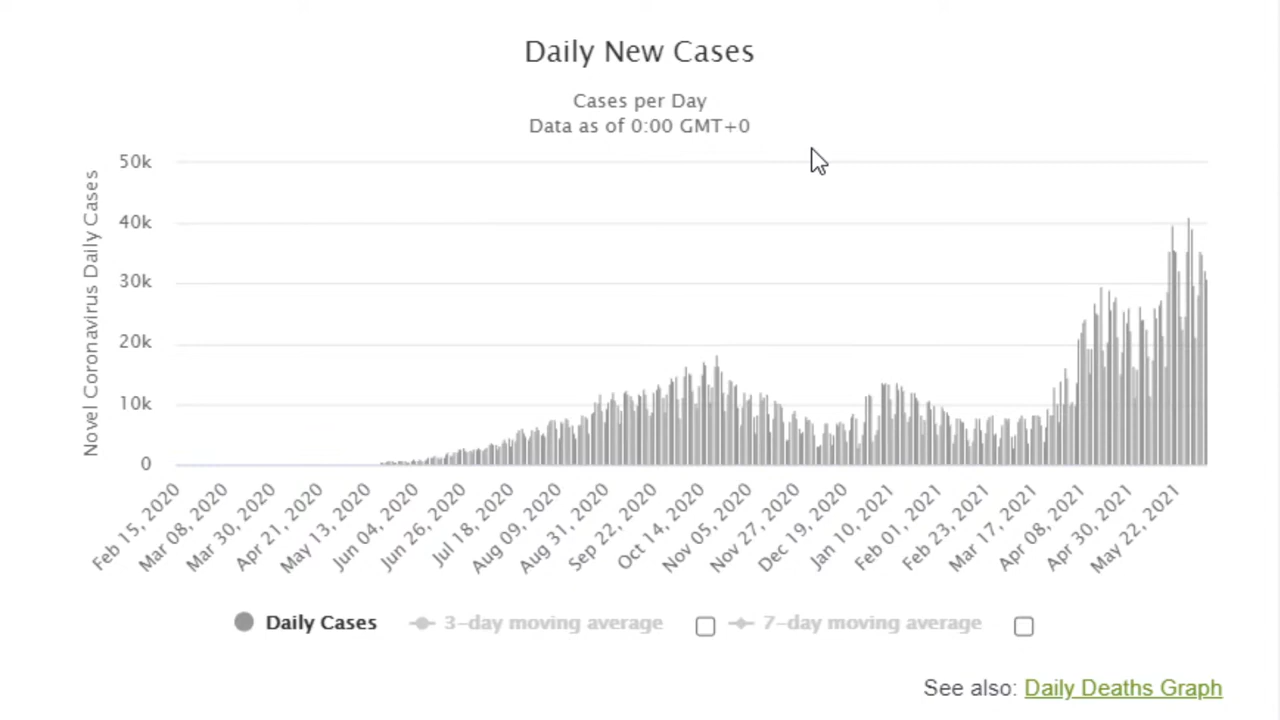 Daily New Cases
Cases per Day
Data as of 0:00 GMT+0
Novel Coronavirus Daily Cases
50k
40k
30k
20k
10k
0
Feb 15, 2020
Mar 08, 2020
Mar 30, 2020
Apr 21, 2020
May 13, 2020
Jun 04, 2020
Jun 26, 2020
Jul 18, 2020
Aug 09, 2020
Aug 31, 2020
Sep 22, 2020
Oct 14, 2020
Nov 05, 2020
Nov 27, 2020
Dec 19, 2020
Jan 10, 2021
Feb 01, 2021
Feb 23, 2021
Mar 17, 2021
Apr 08, 2021
Apr 30, 2021
May 22, 2021
Daily Cases 3-day moving average 7-day moving average
See also: Daily Deaths Graph